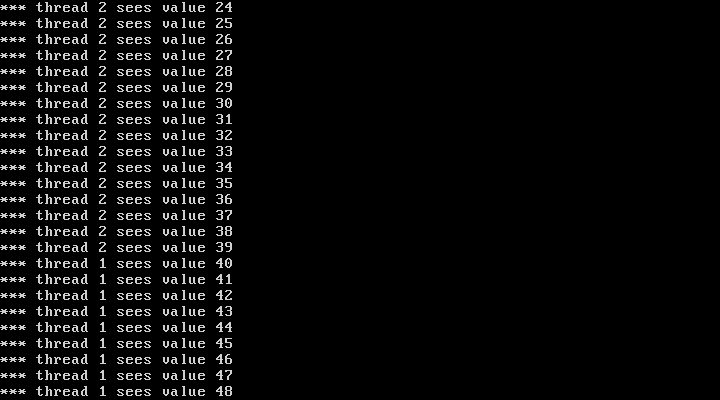 *** thread 2 sees value 24
*** thread 2 sees value 25
*** thread 2 sees value 26
*** thread 2 sees value 27
*** thread 2 sees value 28
*** thread 2 sees value 29
*** thread 2 sees value 30
*** thread 2 sees value 31
*** thread 2 sees value 32
*** thread 2 sees value 33
*** thread 2 sees value 34
*** thread 2 sees value 35
*** thread 2 sees value 36
*** thread 2 sees value 37
*** thread 2 sees value 38
*** thread 2 sees value 39
*** thread 1 sees value 40
*** thread 1 sees value 41
*** thread 1 sees value 42
*** thread 1 sees value 43
*** thread 1 sees value 44
*** thread 1 sees value 45
*** thread 1 sees value 46
*** thread 1 sees value 47
*** thread 1 sees value 48